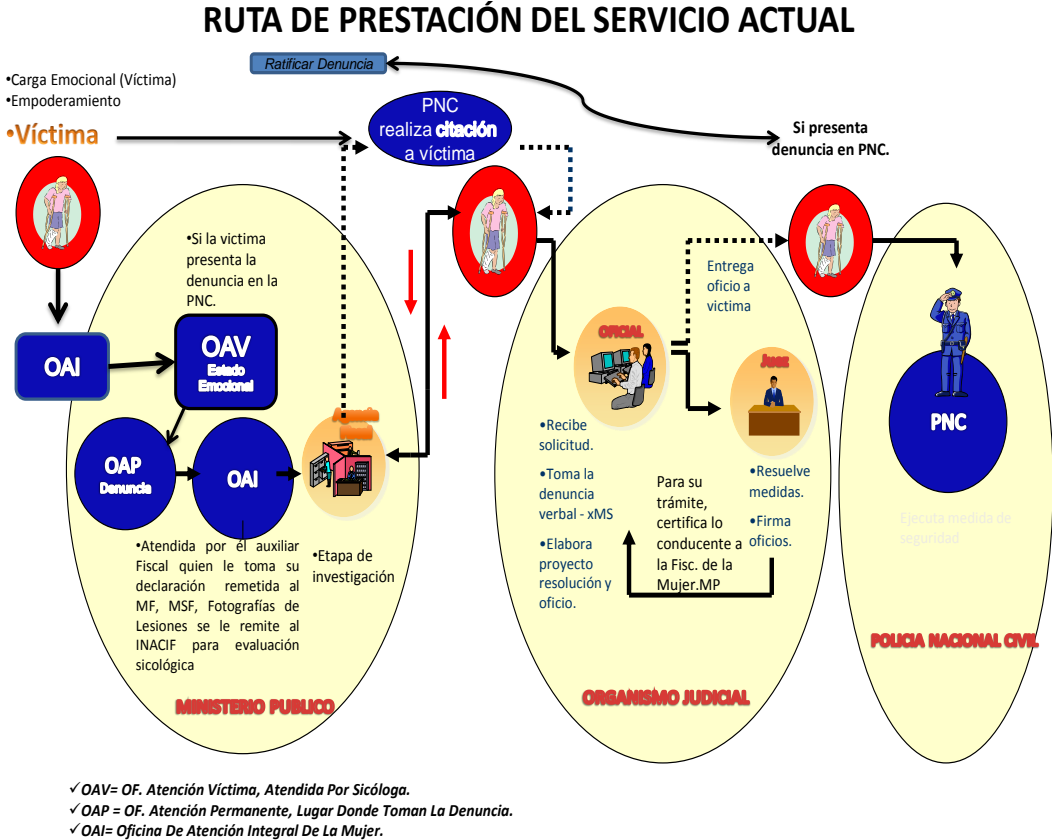 RUTA DE PRESTACIÓN DEL SERVICIO ACTUAL
Ratificar Denuncia
•Carga Emocional (Víctima)
•Empoderamiento
•Víctima
PNC
realiza citación
a víctima
Si presenta
denuncia en PNC.
•Si la victima
presenta la
denuncia en la
PNC.
OAI
OAV
Estado
Emocional
OAP
Denuncia
OAI
•Atendida por él auxiliar
Fiscal quien le toma su
declaración remetida al
MF, MSF, Fotografías de
Lesiones se le remite al
INACIF para evaluación
sicológica
•Etapa de
investigación
MINISTERIO PUBLICO
Entrega
oficio a
victima
OFICIAL
Juez
•Recibe
solicitud.
•Toma la
denuncia
verbal - xMS
•Elabora
proyecto
resolución y
oficio.
Para su
trámite,
certifica lo
conducente a
la Fisc. de la
Mujer.MP
•Resuelve
medidas.
•Firma
oficios.
ORGANISMO JUDICIAL
PNC
Ejecuta medida de
seguridad
POLICIA NACIONAL CIVIL
✓OAV= OF. Atención Víctima, Atendida Por Sicóloga.
✓OAP = OF. Atención Permanente, Lugar Donde Toman La Denuncia.
✓OAI= Oficina De Atención Integral De La Mujer.